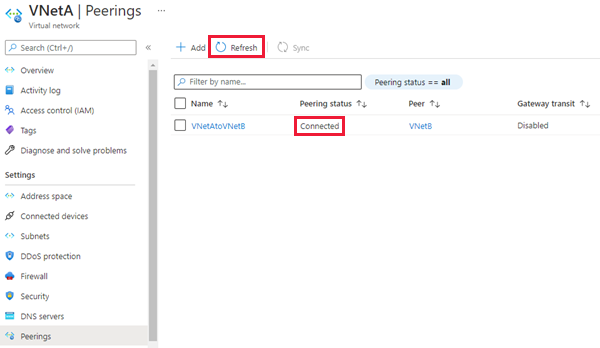 VNetA | Peerings ...
Virtual network
Search (Ctrl+/) «
Overview
Activity log
Access control (IAM)
Tags
Diagnose and solve problems
Settings
Address space
Connected devices
Subnets
DDoS protection
Firewall
Security
DNS servers
Peerings
+ Add Refresh Sync
Filter by name...
Peering status == all
Name ↑↓ Peering status ↑↓ Peer ↑↓ Gateway transit ↑↓
VNetAtoVNetB Connected VNetB Disabled